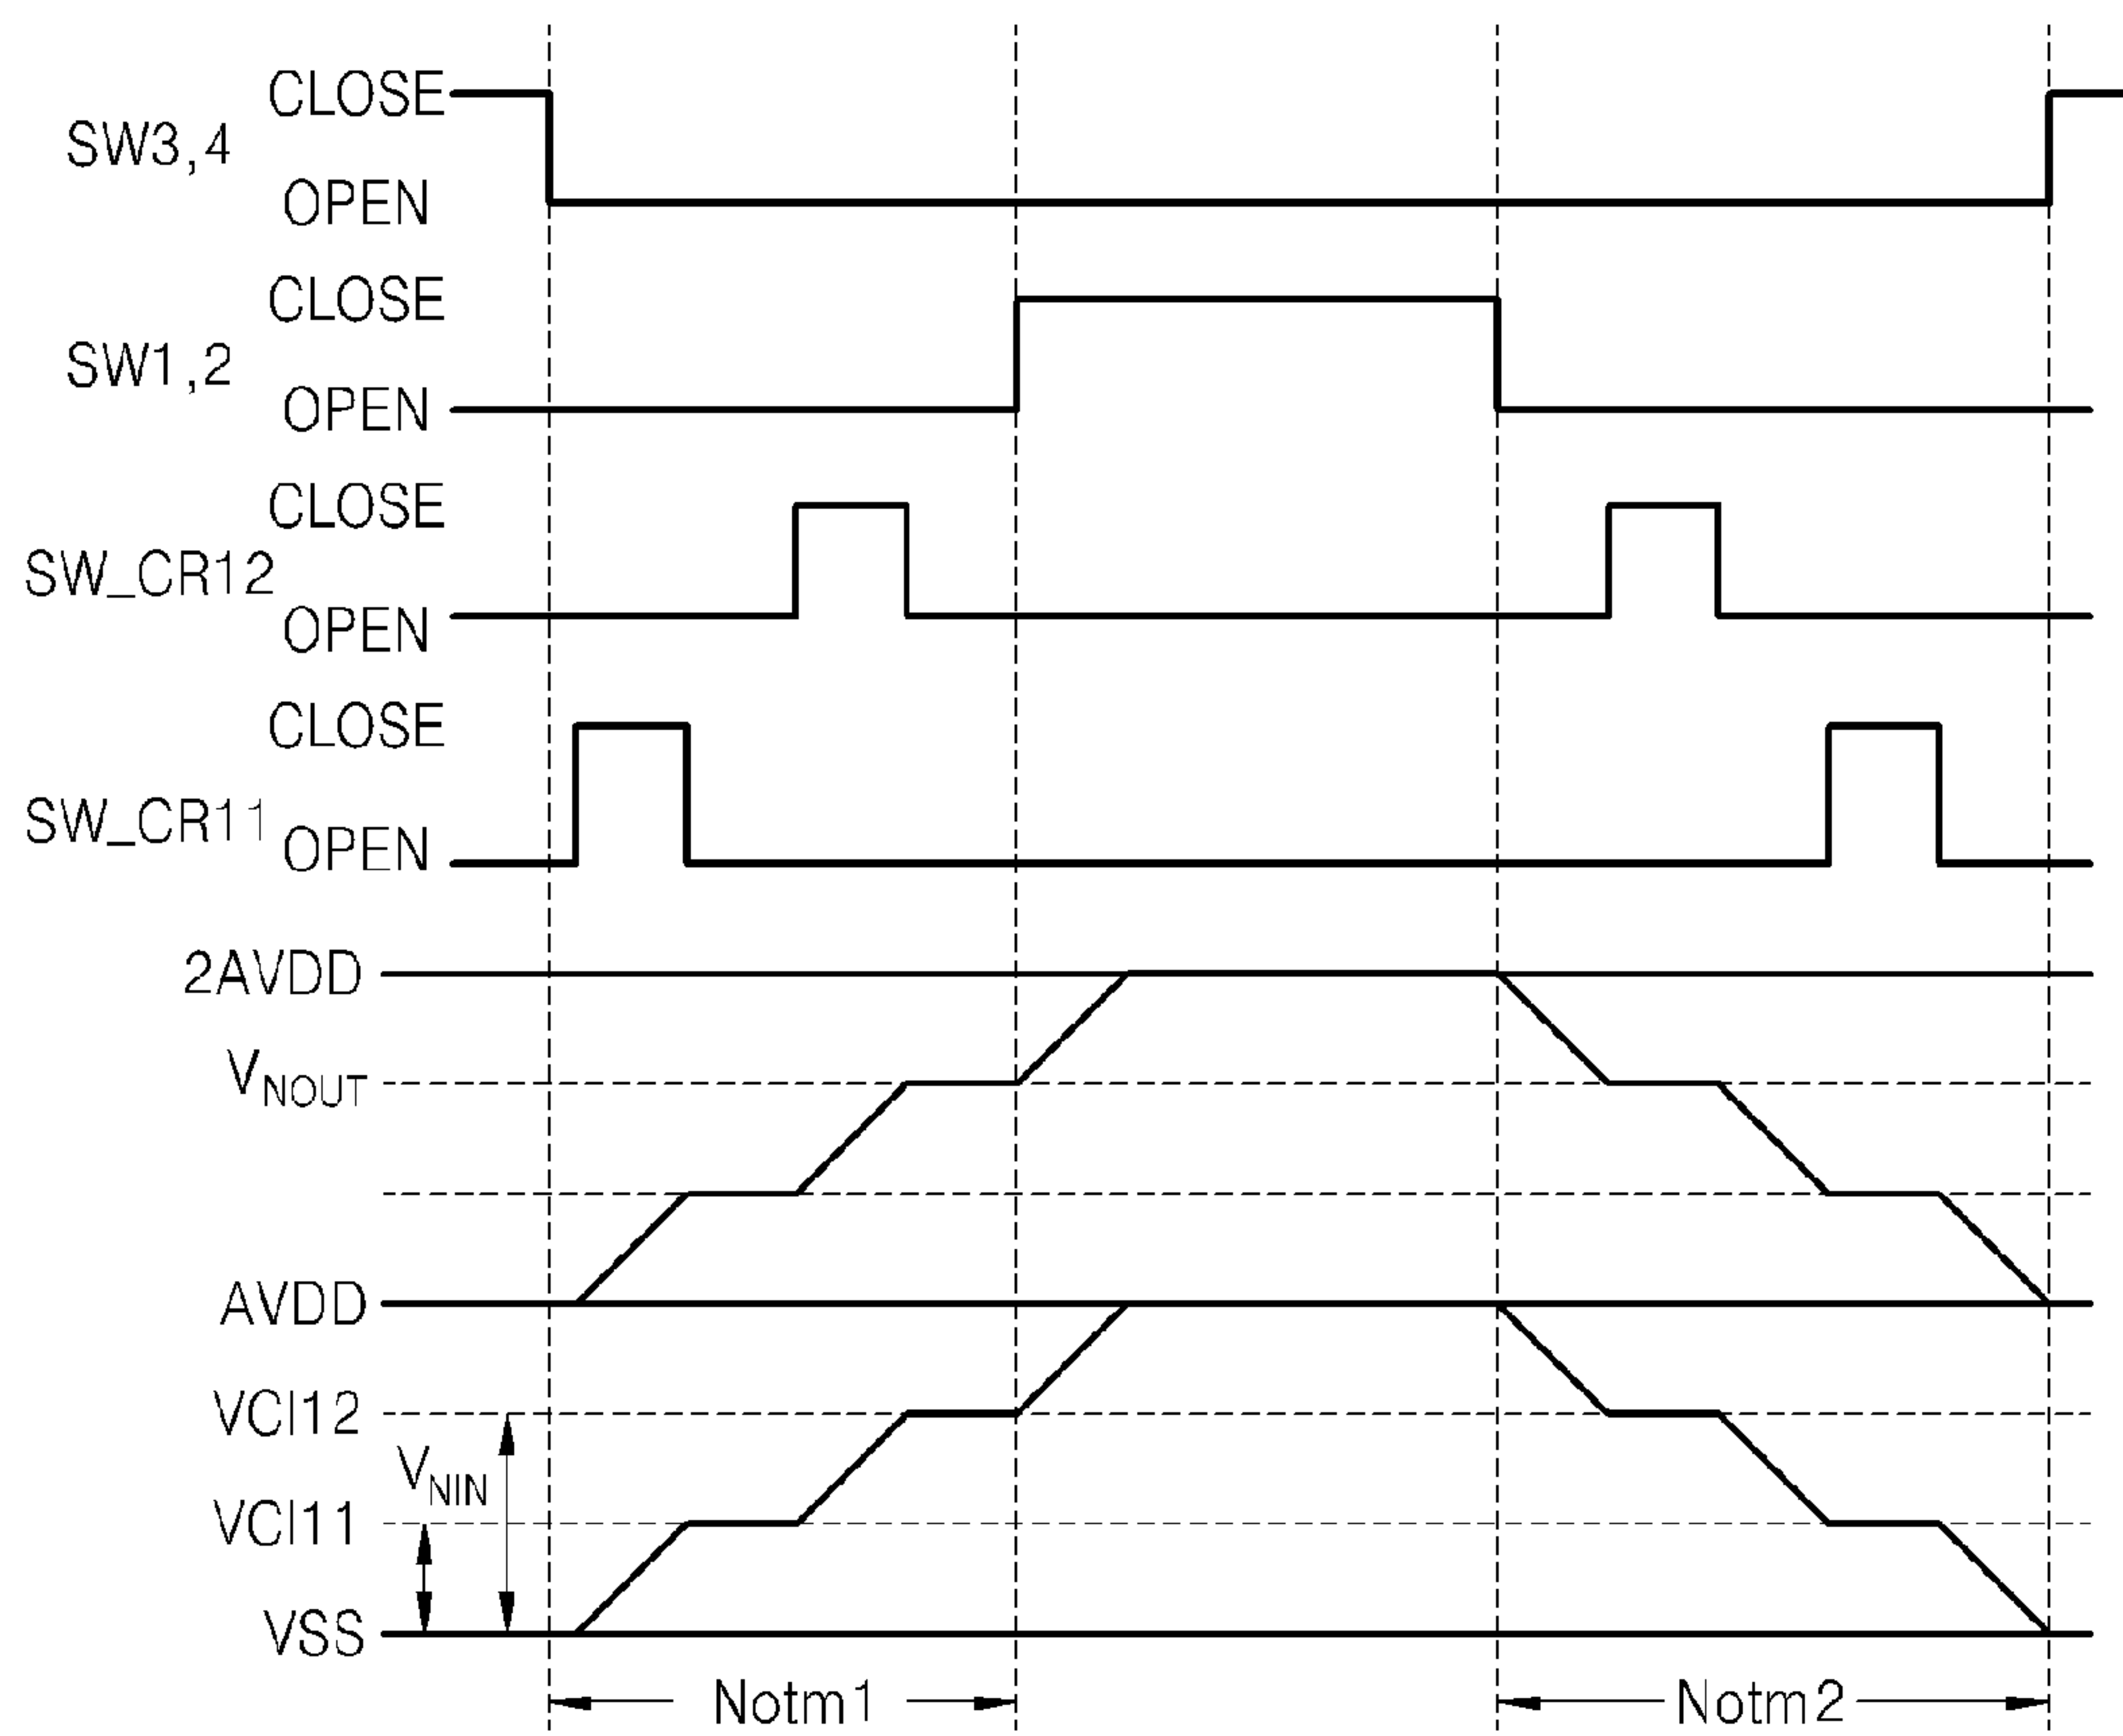 CLOSE
SW3,4
OPEN
CLOSE
SW1,2
OPEN
CLOSE
SW_CR12
OPEN
CLOSE
SW_CR11
OPEN
2AVDD
VNOUT
AVDD
VCI12
VNIN
VCI11
VSS
Notm1 Notm2